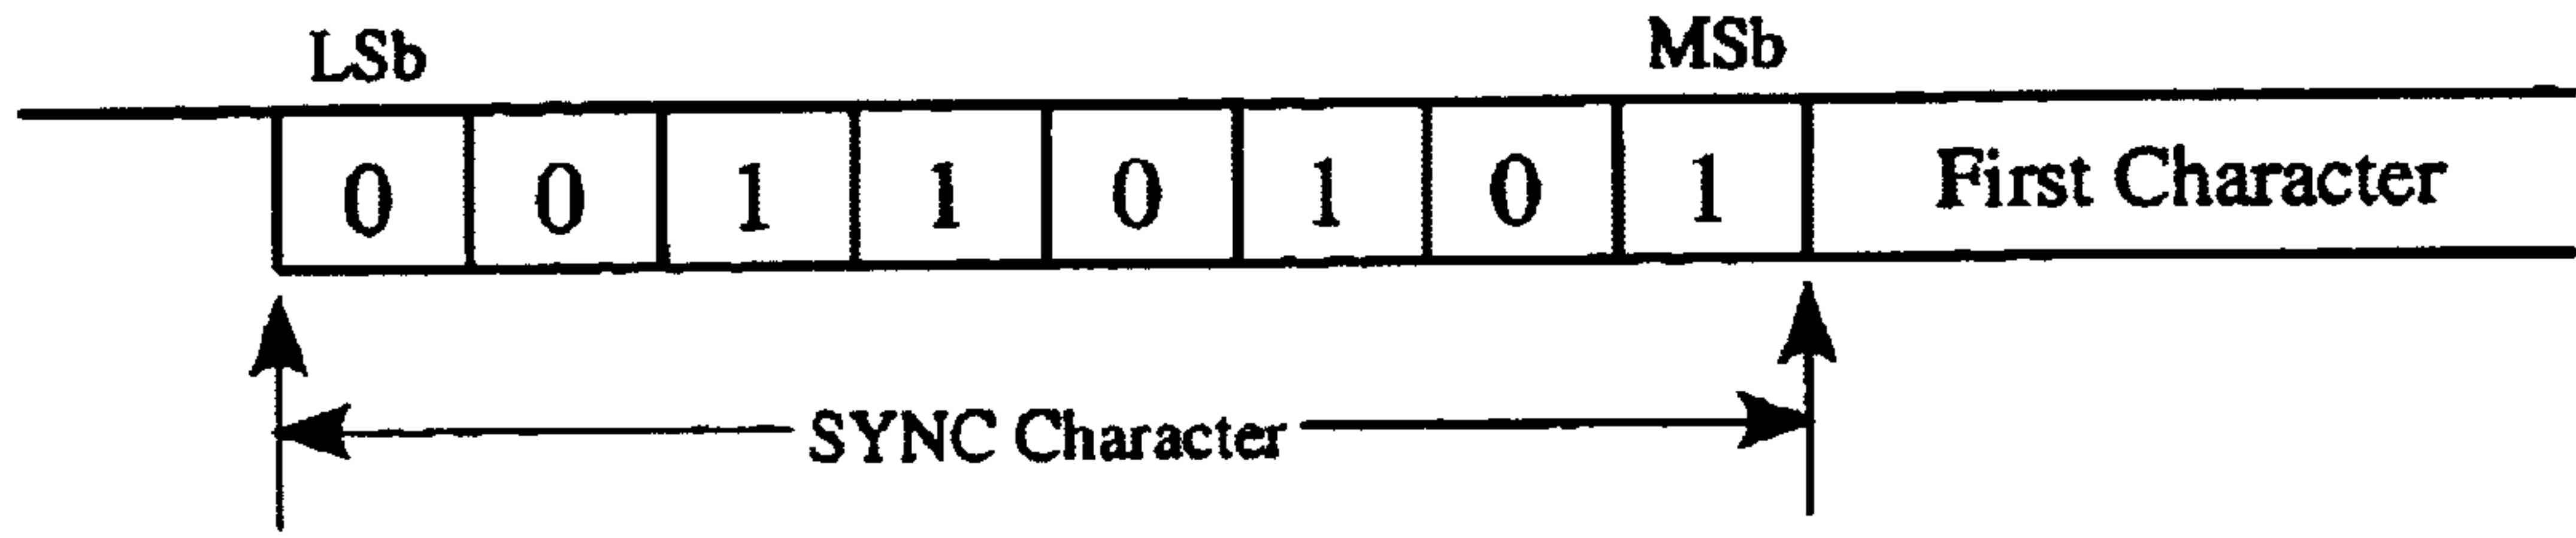 LSb MSb
0 0 1 1 0 1 0 1 First Character
SYNC Character